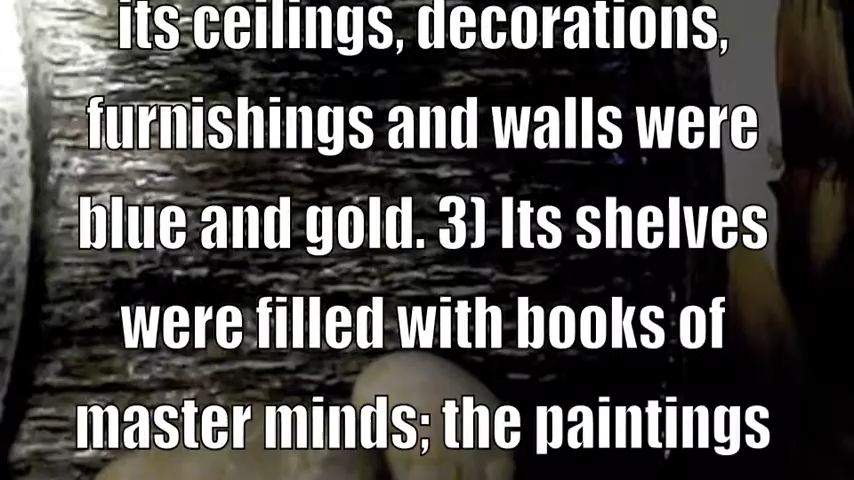 its ceilings, decorations,
furnishings and walls were
blue and gold. 3) Its shelves
were filled with books of
master minds; the paintings